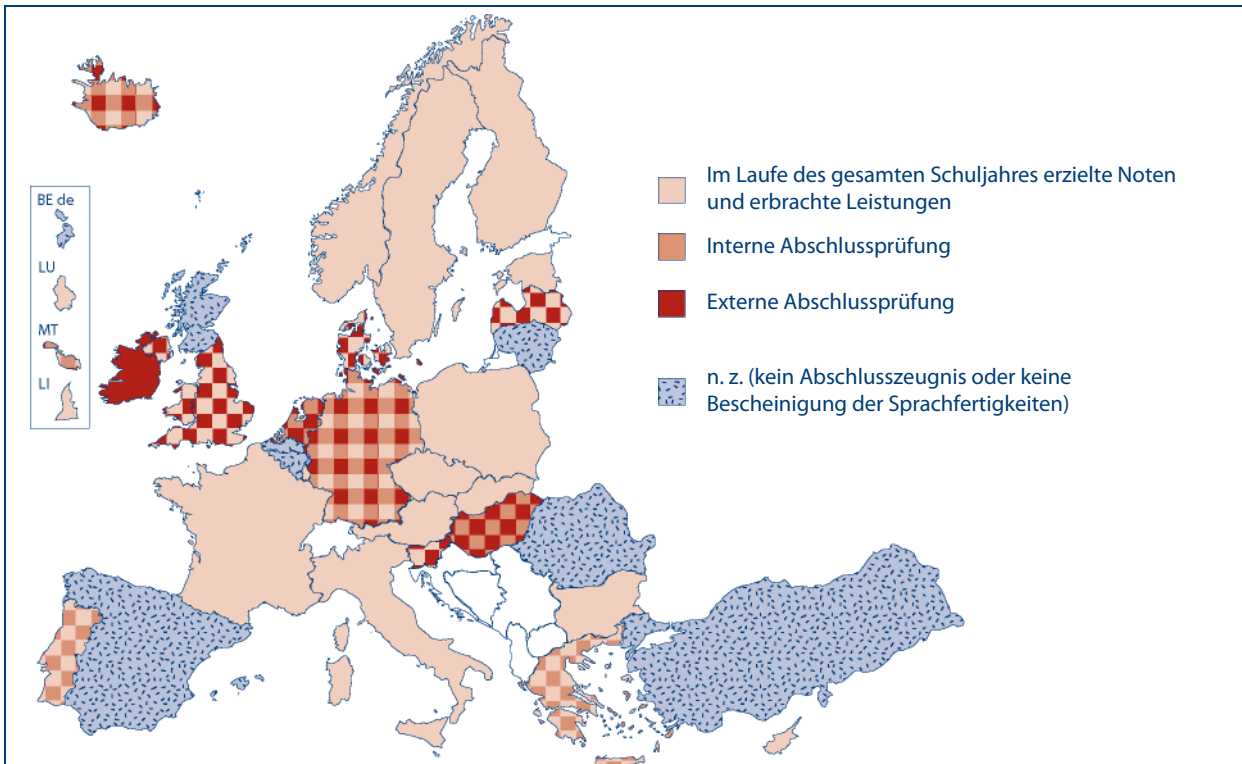 BE de
LU
MT
LI
Im Laufe des gesamten Schuljahres erzielte Noten
und erbrachte Leistungen
Interne Abschlussprüfung
Externe Abschlussprüfung
n. z. (kein Abschlusszeugnis oder keine
Bescheinigung der Sprachfertigkeiten)